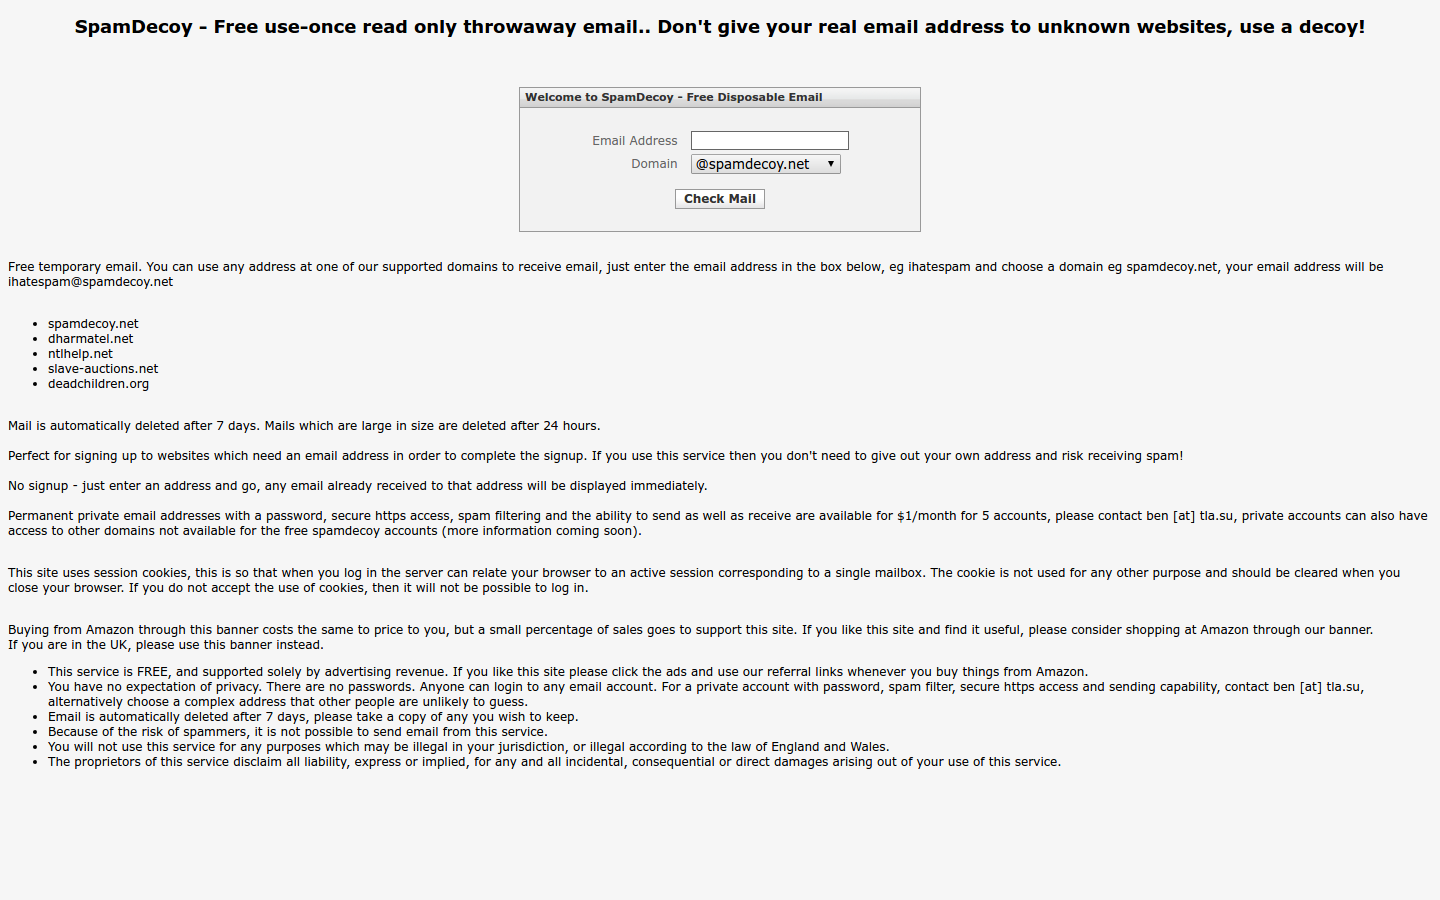 SpamDecoy – Free use-once read only throwaway email.. Don't give your real email address to unknown websites, use a decoy!
Welcome to SpamDecoy – Free Disposable Email
Email Address
Domain @spamdecoy.net
Check Mail
Free temporary email. You can use any address at one of our supported domains to receive email, just enter the email address in the box below, eg ihatespam and choose a domain eg spamdecoy.net, your email address will be
ihatespam@spamdecoy.net
• spamdecoy.net
• dharmatel.net
• ntlhelp.net
• slave-auctions.net
• deadchildren.org
Mail is automatically deleted after 7 days. Mails which are large in size are deleted after 24 hours.
Perfect for signing up to websites which need an email address in order to complete the signup. If you use this service then you don't need to give out your own address and risk receiving spam!
No signup - just enter an address and go, any email already received to that address will be displayed immediately.
Permanent private email addresses with a password, secure https access, spam filtering and the ability to send as well as receive are available for $1/month for 5 accounts, please contact ben [at] tla.su, private accounts can also have
access to other domains not available for the free spamdecoy accounts (more information coming soon).
This site uses session cookies, this is so that when you log in the server can relate your browser to an active session corresponding to a single mailbox. The cookie is not used for any other purpose and should be cleared when you
close your browser. If you do not accept the use of cookies, then it will not be possible to log in.
Buying from Amazon through this banner costs the same to price to you, but a small percentage of sales goes to support this site. If you like this site and find it useful, please consider shopping at Amazon through our banner.
If you are in the UK, please use this banner instead.
• This service is FREE, and supported solely by advertising revenue. If you like this site please click the ads and use our referral links whenever you buy things from Amazon.
• You have no expectation of privacy. There are no passwords. Anyone can login to any email account. For a private account with password, spam filter, secure https access and sending capability, contact ben [at] tla.su,
alternatively choose a complex address that other people are unlikely to guess.
• Email is automatically deleted after 7 days, please take a copy of any you wish to keep.
• Because of the risk of spammers, it is not possible to send email from this service.
• You will not use this service for any purposes which may be illegal in your jurisdiction, or illegal according to the law of England and Wales.
• The proprietors of this service disclaim all liability, express or implied, for any and all incidental, consequential or direct damages arising out of your use of this service.